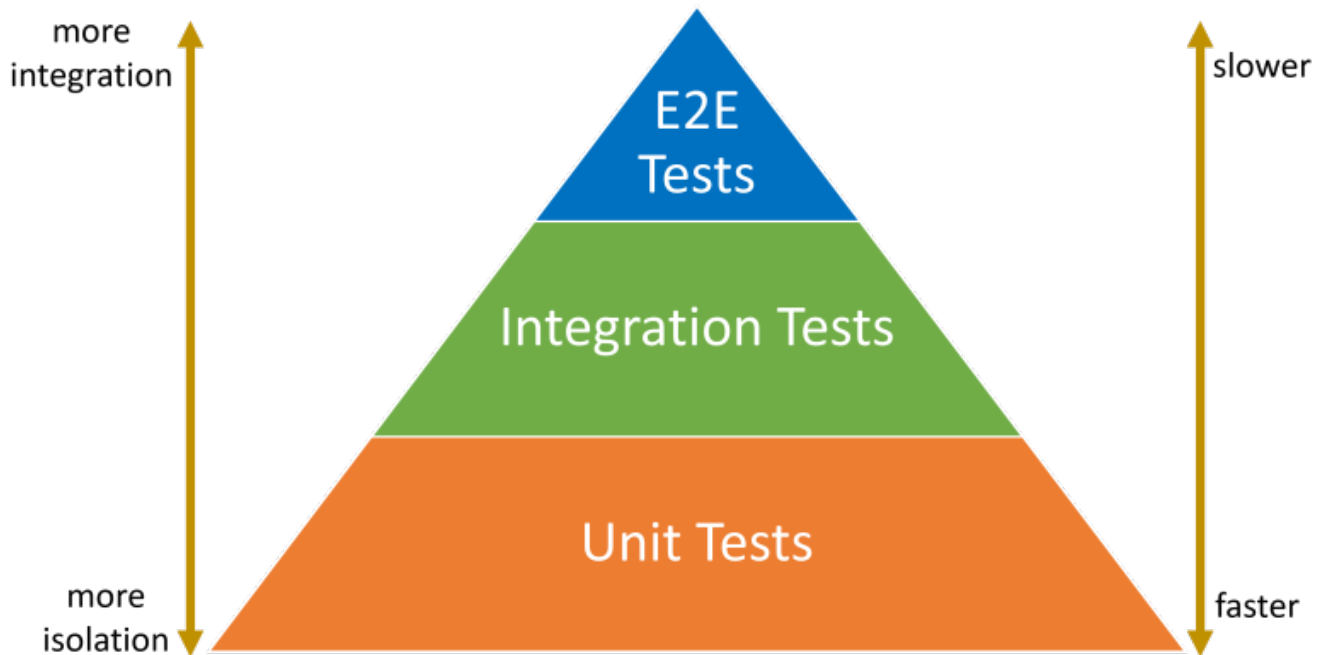 more
integration
slower
E2E
Tests
Integration Tests
Unit Tests
more
isolation
faster